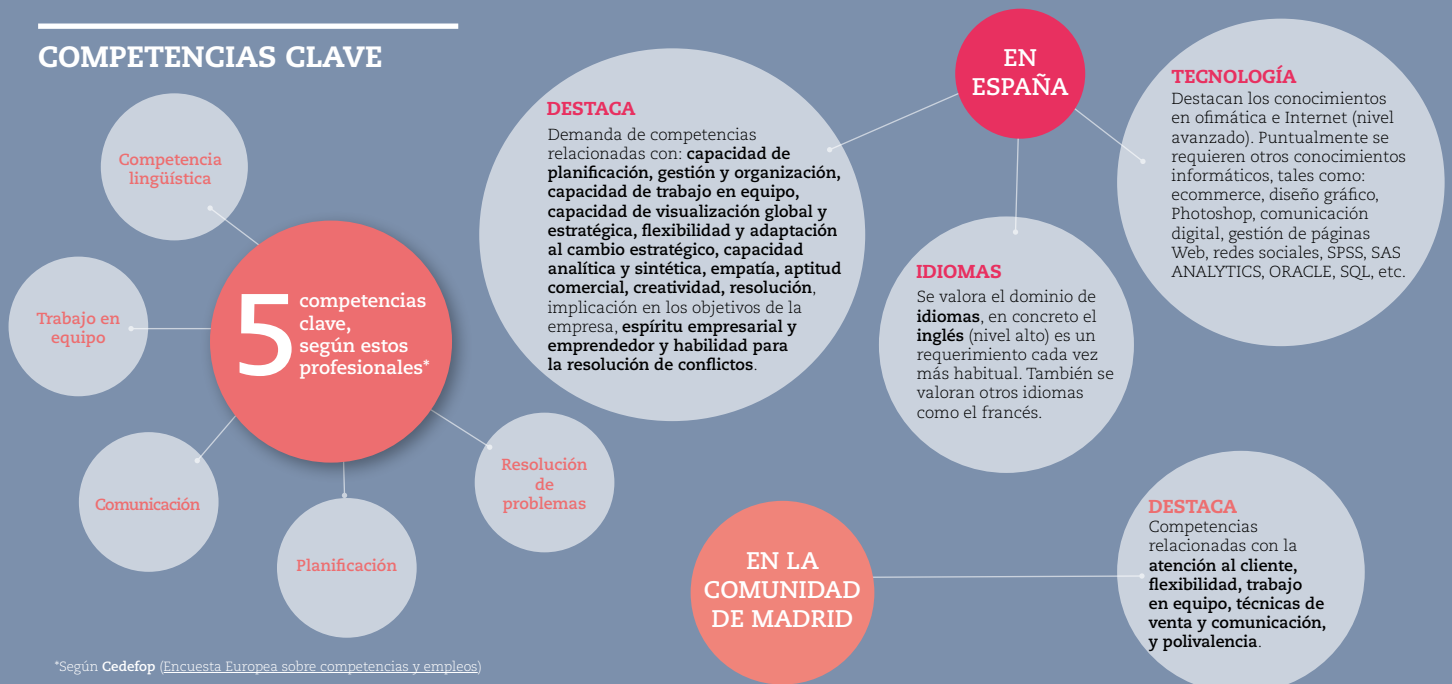 COMPETENCIAS CLAVE
Competencia
lingüística
Trabajo en
equipo
5
competencias
clave,
según estos
profesionales*
Comunicación
Planificación
Resolución
de
problemas
*Según Cedefop (Encuesta Europea sobre competencias y empleos)
EN
ESPAÑA
DESTACA
Demanda de competencias
relacionadas con: capacidad de
planificación, gestión y organización,
capacidad de trabajo en equipo,
capacidad de visualización global y
estratégica, flexibilidad y adaptación
al cambio estratégico, capacidad
analítica y sintética, empatía, aptitud
comercial, creatividad, resolución,
implicación en los objetivos de la
empresa, espíritu empresarial y
emprendedor y habilidad para
la resolución de conflictos.
IDIOMAS
Se valora el dominio de
idiomas, en concreto el
inglés (nivel alto) es un
requerimiento cada vez
más habitual. También se
valoran otros idiomas
como el francés.
TECNOLOGÍA
Destacan los conocimientos
en ofimática e Internet (nivel
avanzado). Puntualmente se
requieren otros conocimientos
informáticos, tales como:
ecommerce, diseño gráfico,
Photoshop, comunicación
digital, gestión de páginas
Web, redes sociales, SPSS, SAS
ANALYTICS, ORACLE, SQL, etc.
EN LA
COMUNIDAD
DE MADRID
DESTACA
Competencias
relacionadas con la
atención al cliente,
flexibilidad, trabajo
en equipo, técnicas de
venta y comunicación,
y polivalencia.